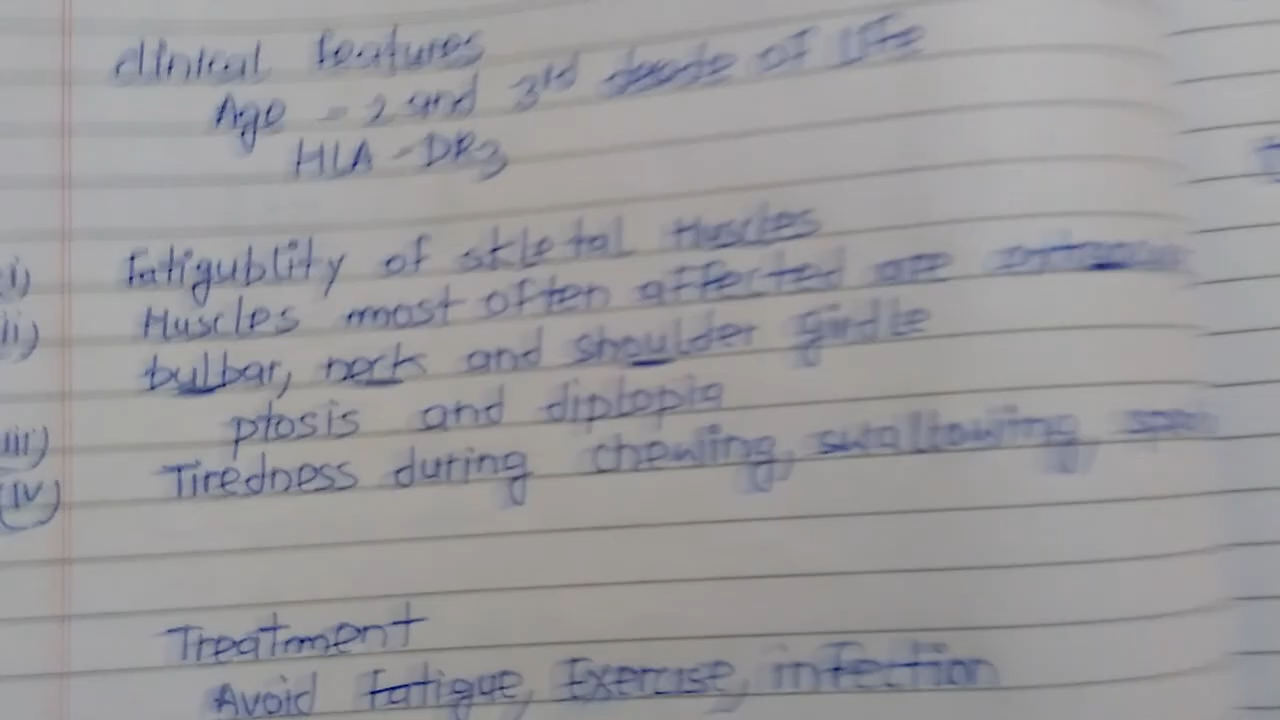 clinical features
Age - 2 and 3rd decade of life
HLA - DR3
i) Fatigublity of skletal Muscles
ii) Muscles most often affected are
bulbar, neck and shoulder girdle
iii) ptosis and diplopia
(iv) Tiredness during chewing, swallowing,
Treatment
Avoid fatigue, Exercise, infection